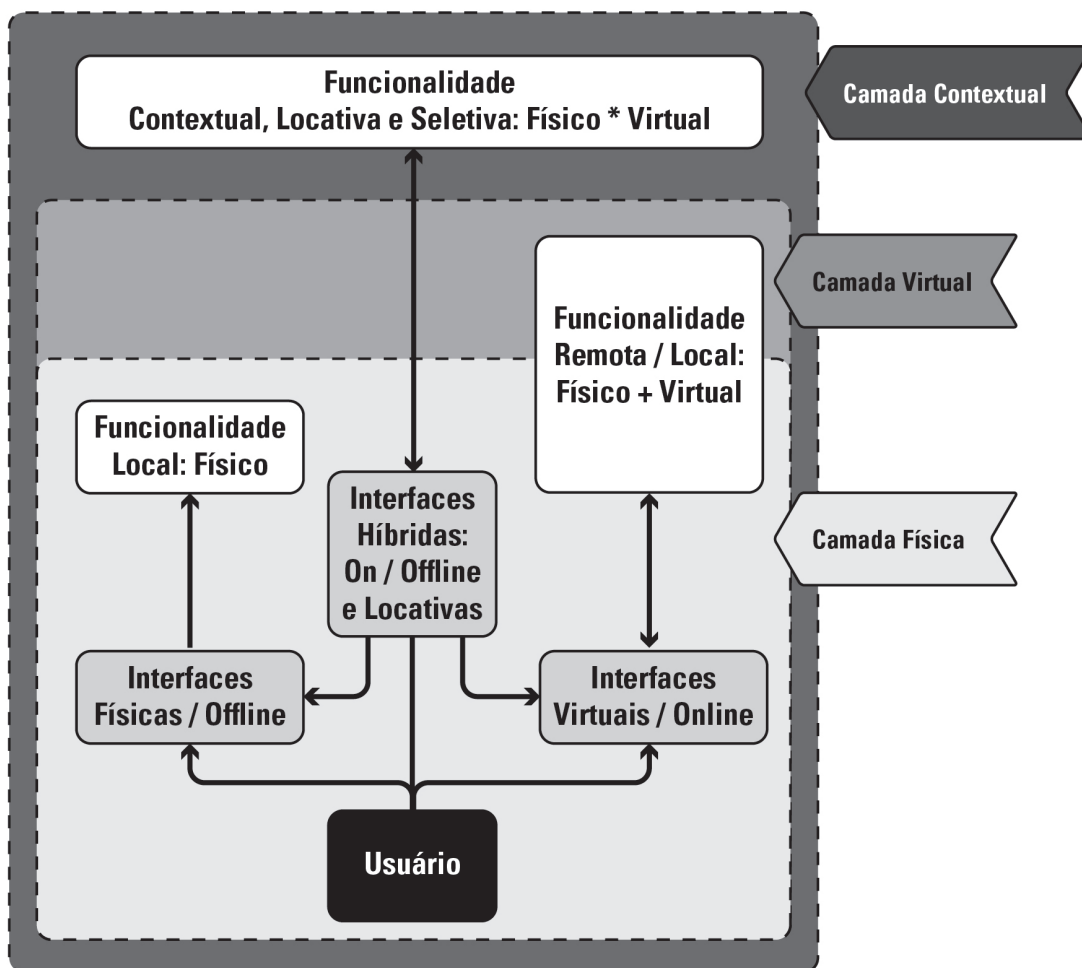 Funcionalidade
Contextual, Locativa e Seletiva: Físico * Virtual
Camada Contextual
Camada Virtual
Funcionalidade
Remota / Local:
Físico + Virtual
Funcionalidade
Local: Físico
Interfaces
Híbridas:
On / Offline
e Locativas
Camada Física
Interfaces
Físicas / Offline
Interfaces
Virtuais / Online
Usuário